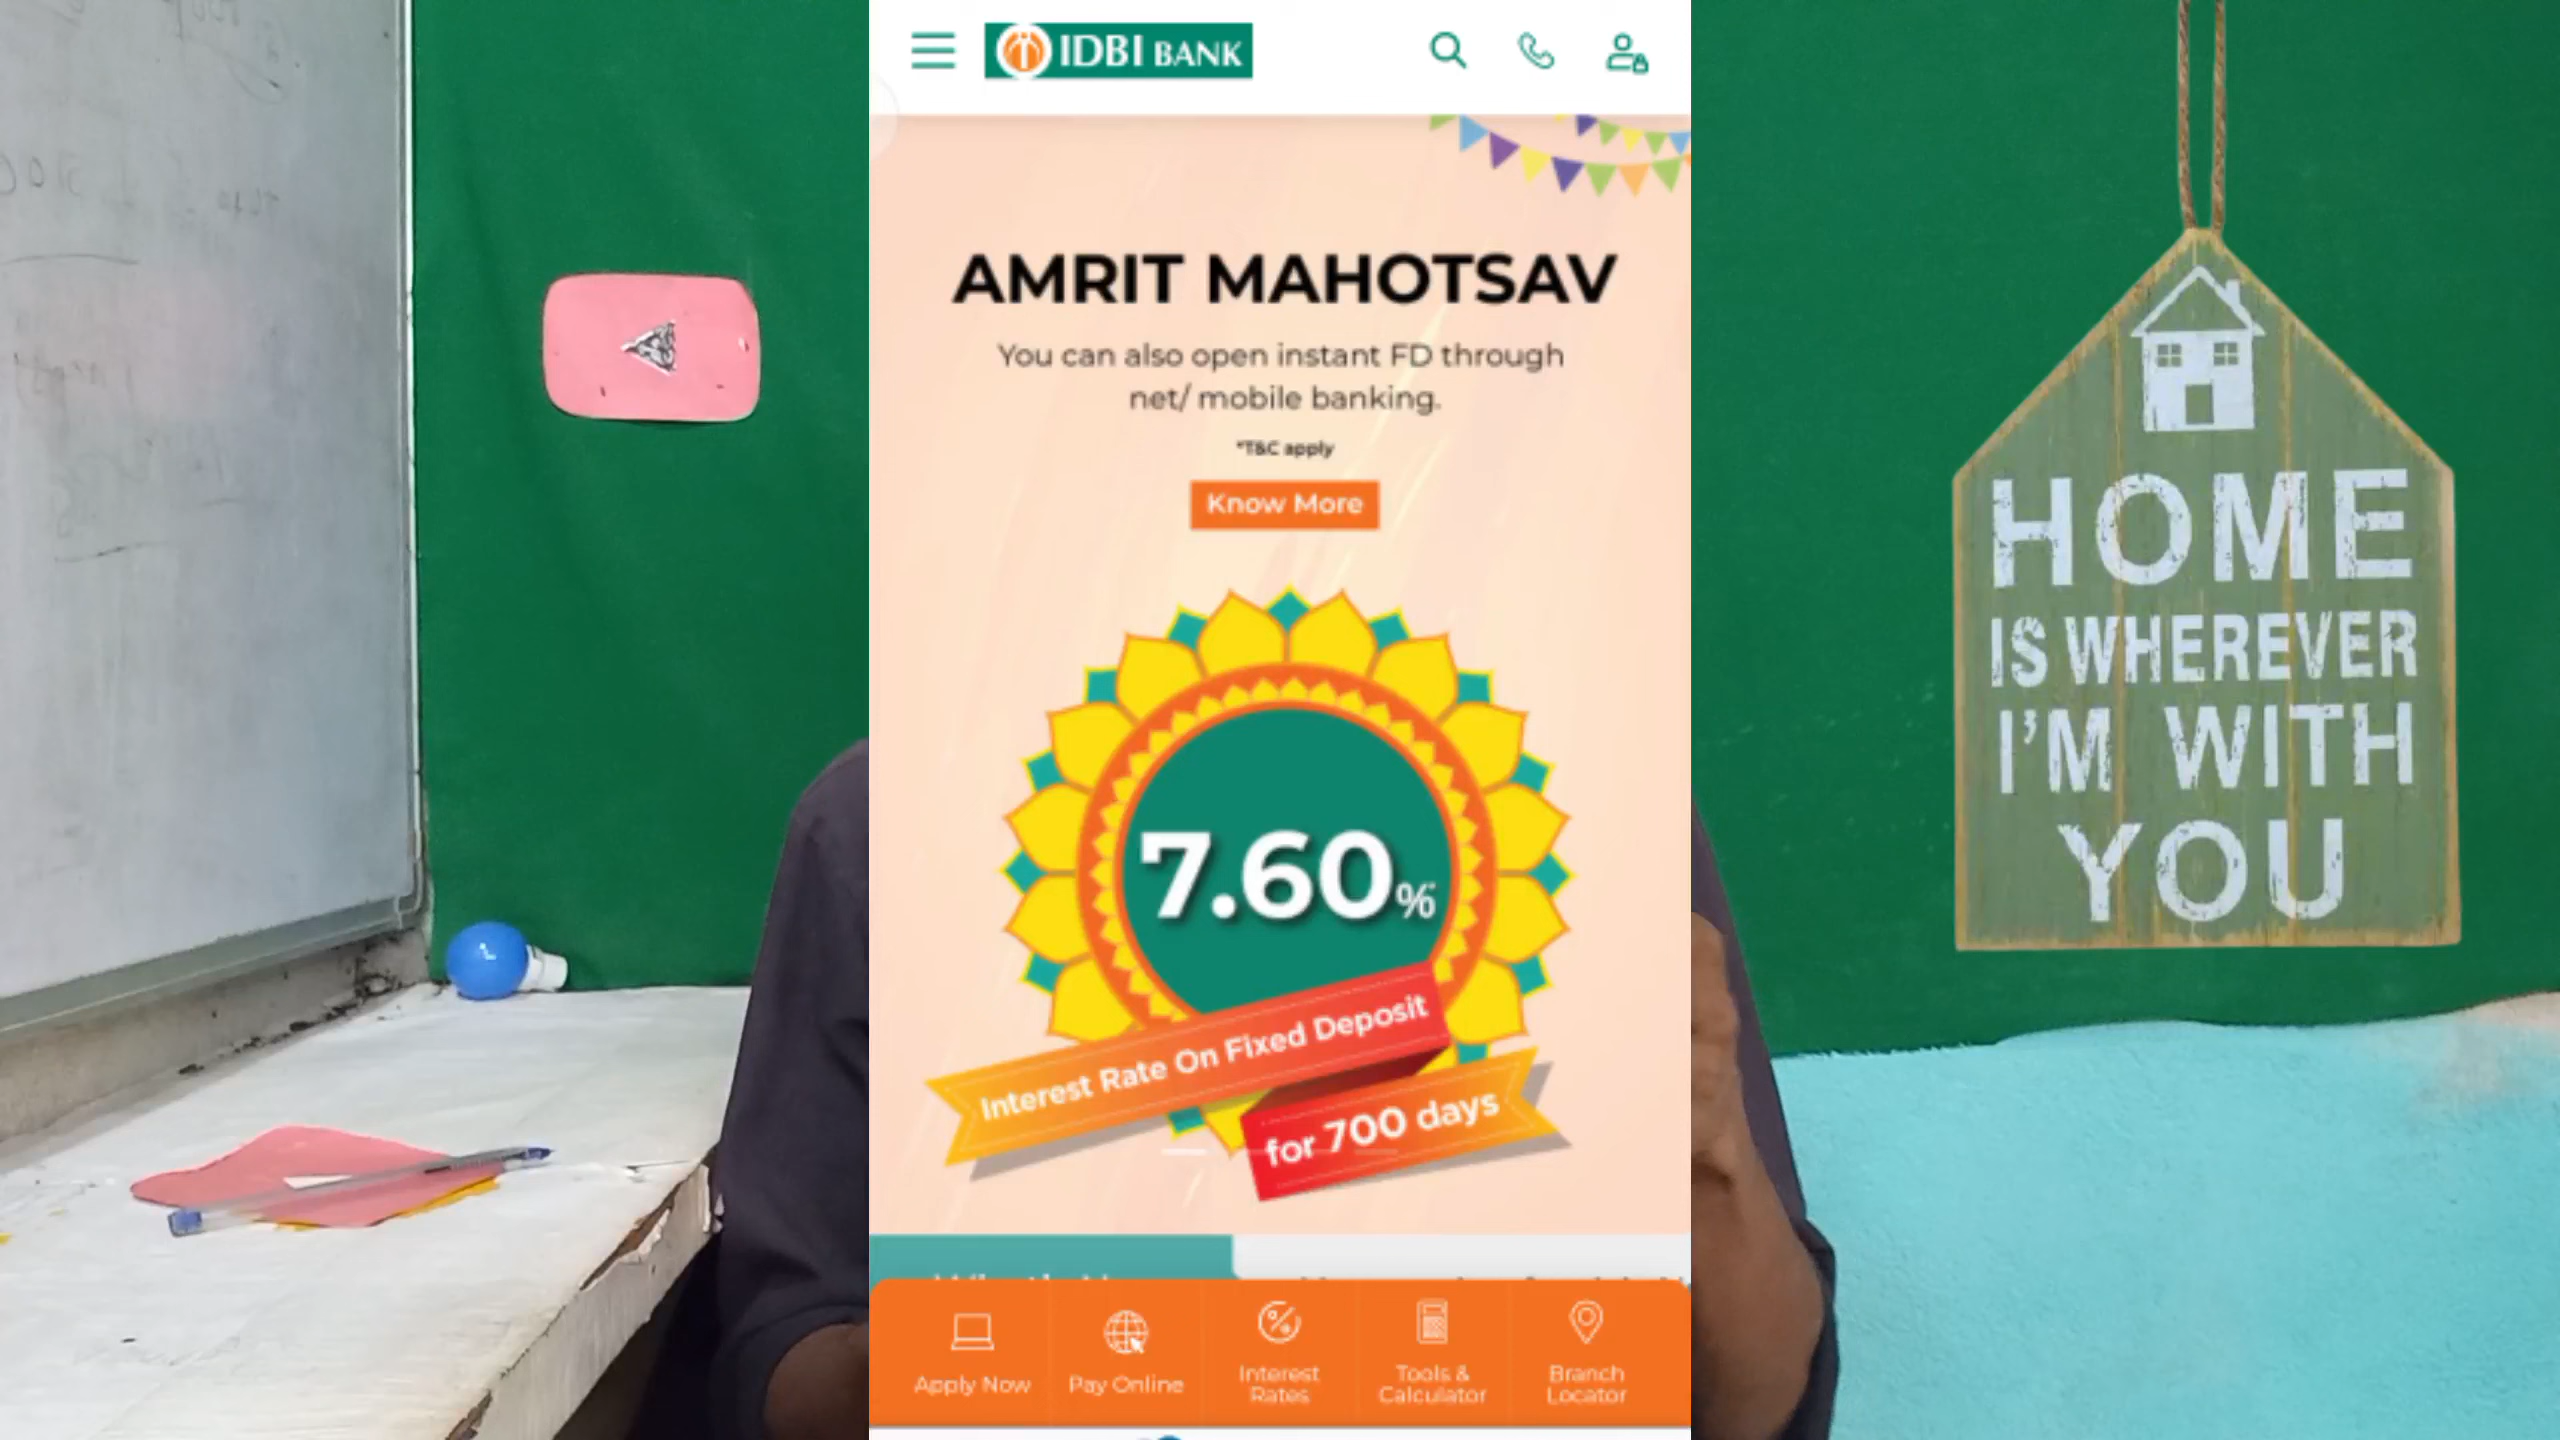 IDBI BANK
AMRIT MAHOTSAV
You can also open instant FD through
net/ mobile banking.
*T&C apply
Know More
7.60%
Interest Rate On Fixed Deposit
for 700 days
Apply Now
Pay Online
Interest
Rates
Tools &
Calculator
Branch
Locator
HOME
IS WHEREVER
I'M WITH
YOU